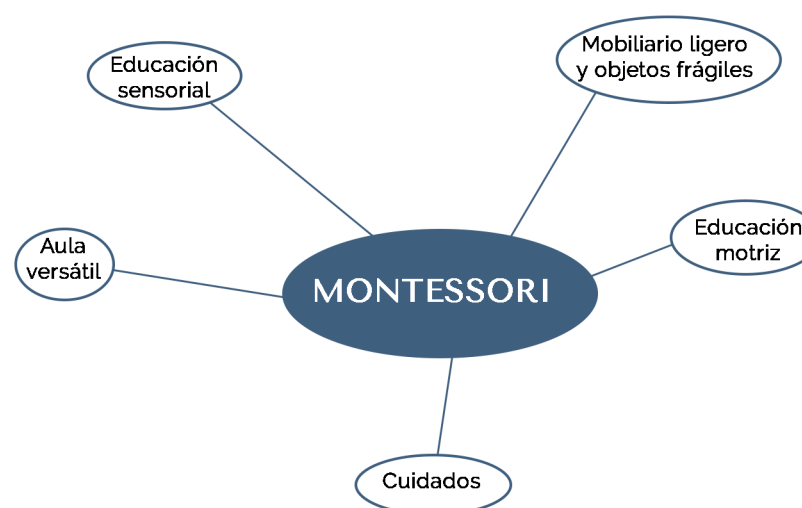 Educación
sensorial
Mobiliario ligero
y objetos frágiles
Aula
versátil
MONTESSORI
Educación
motriz
Cuidados